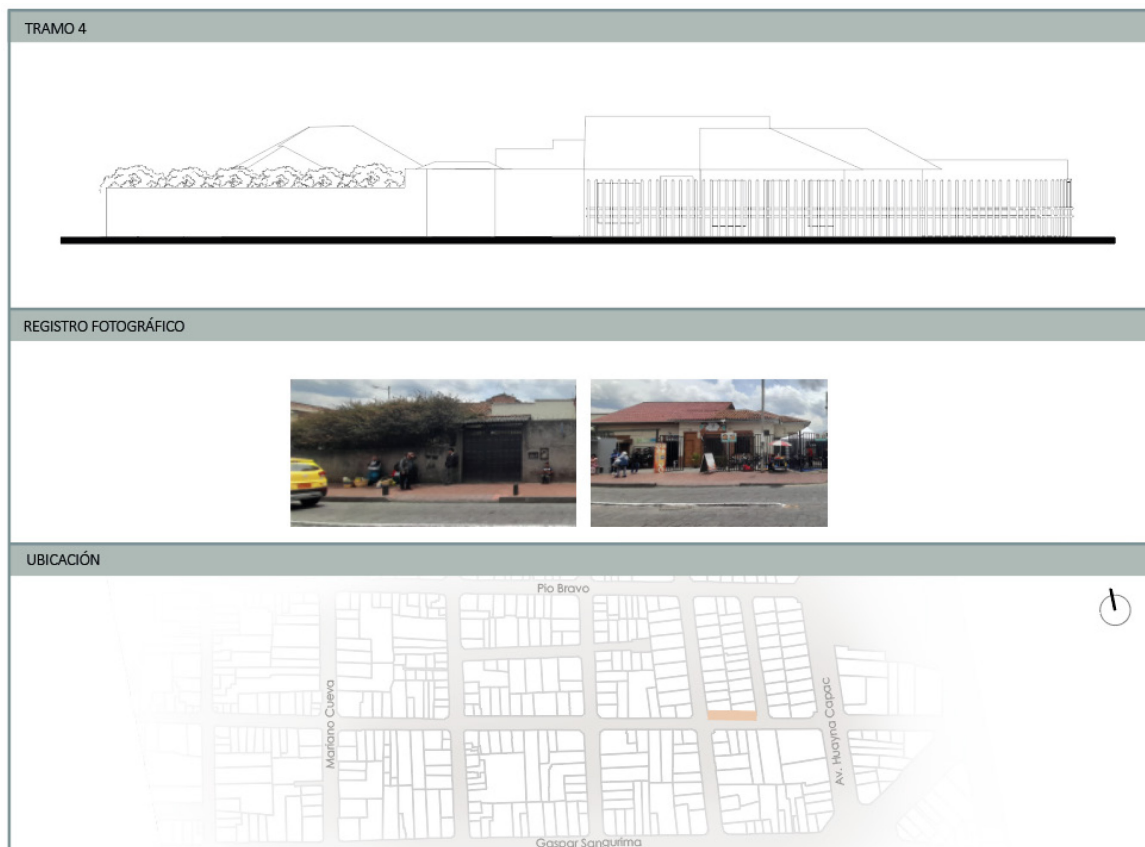 TRAMO 4
REGISTRO FOTOGRÁFICO
UBICACIÓN
Pio Bravo
Mariano Cueva
Av. Huayna Capac
Gaspar Sangurima